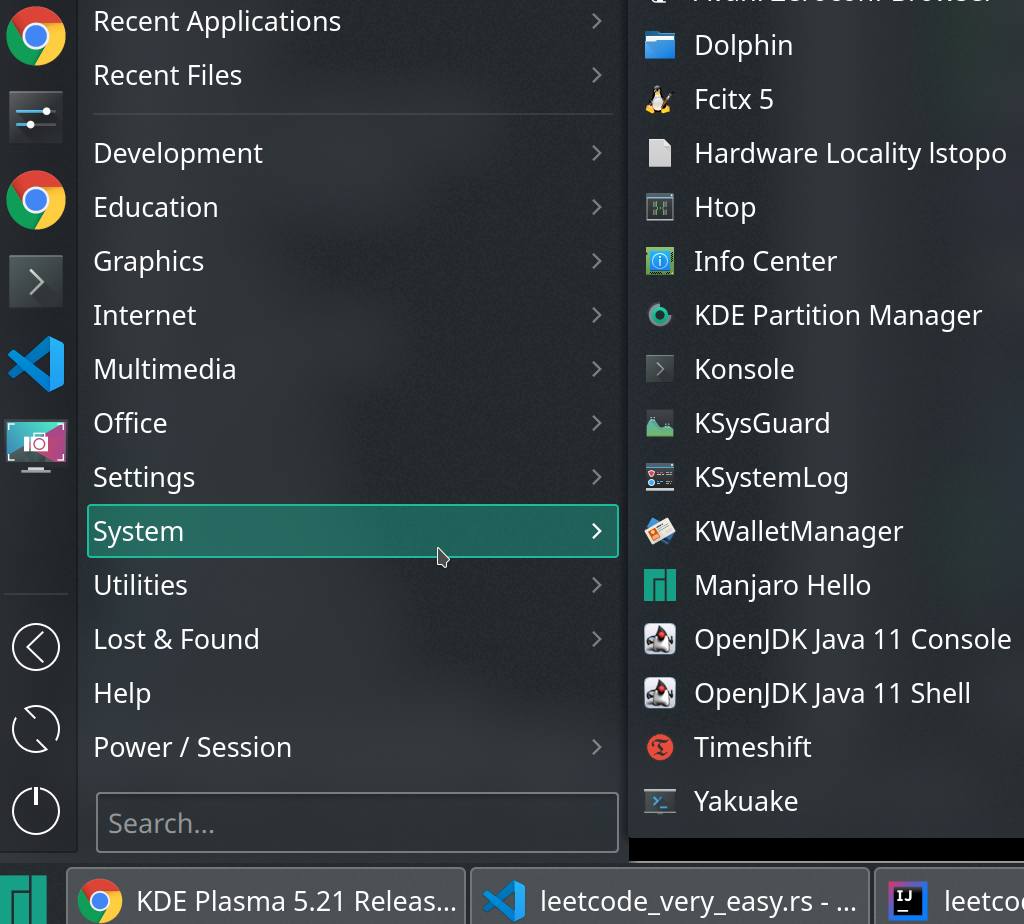 Recent Applications
Recent Files
Development
Education
Graphics
Internet
Multimedia
Office
Settings
System
Utilities
Lost & Found
Help
Power / Session
Search...
Dolphin
Fcitx 5
Hardware Locality lstopo
Htop
Info Center
KDE Partition Manager
Konsole
KSysGuard
KSystemLog
KWalletManager
Manjaro Hello
OpenJDK Java 11 Console
OpenJDK Java 11 Shell
Timeshift
Yakuake
KDE Plasma 5.21 Releas...
leetcode_very_easy.rs - ...
IJ